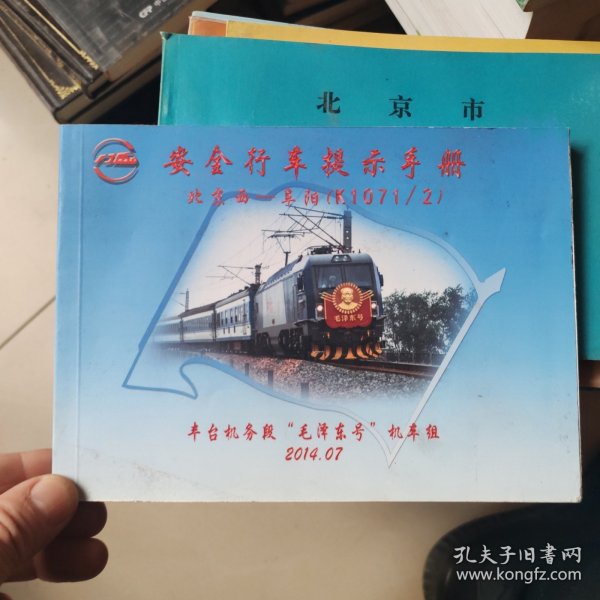 北京市
安全行车提示手册
北京西—阜阳(K1071/2)
毛泽东号
丰台机务段“毛泽东号”机车组
2014.07
孔夫子旧书网
www.kongfz.com